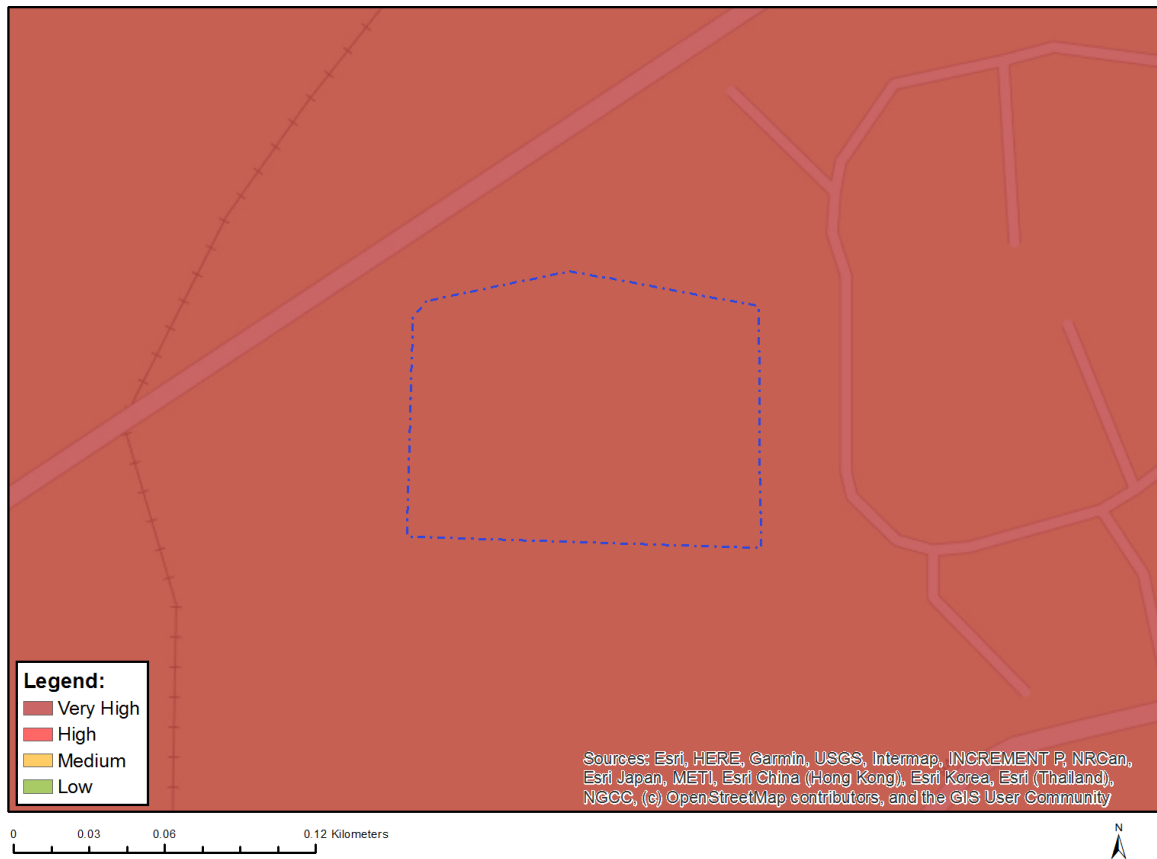 Legend:
Very High
High
Medium
Low
Sources: Esri, HERE, Garmin, USGS, Intermap, INCREMENT P, NRCan,
Esri Japan, METI, Esri China (Hong Kong), Esri Korea, Esri (Thailand),
NGCC, (c) OpenStreetMap contributors, and the GIS User Community
0 0.03 0.06 0.12 Kilometers
N